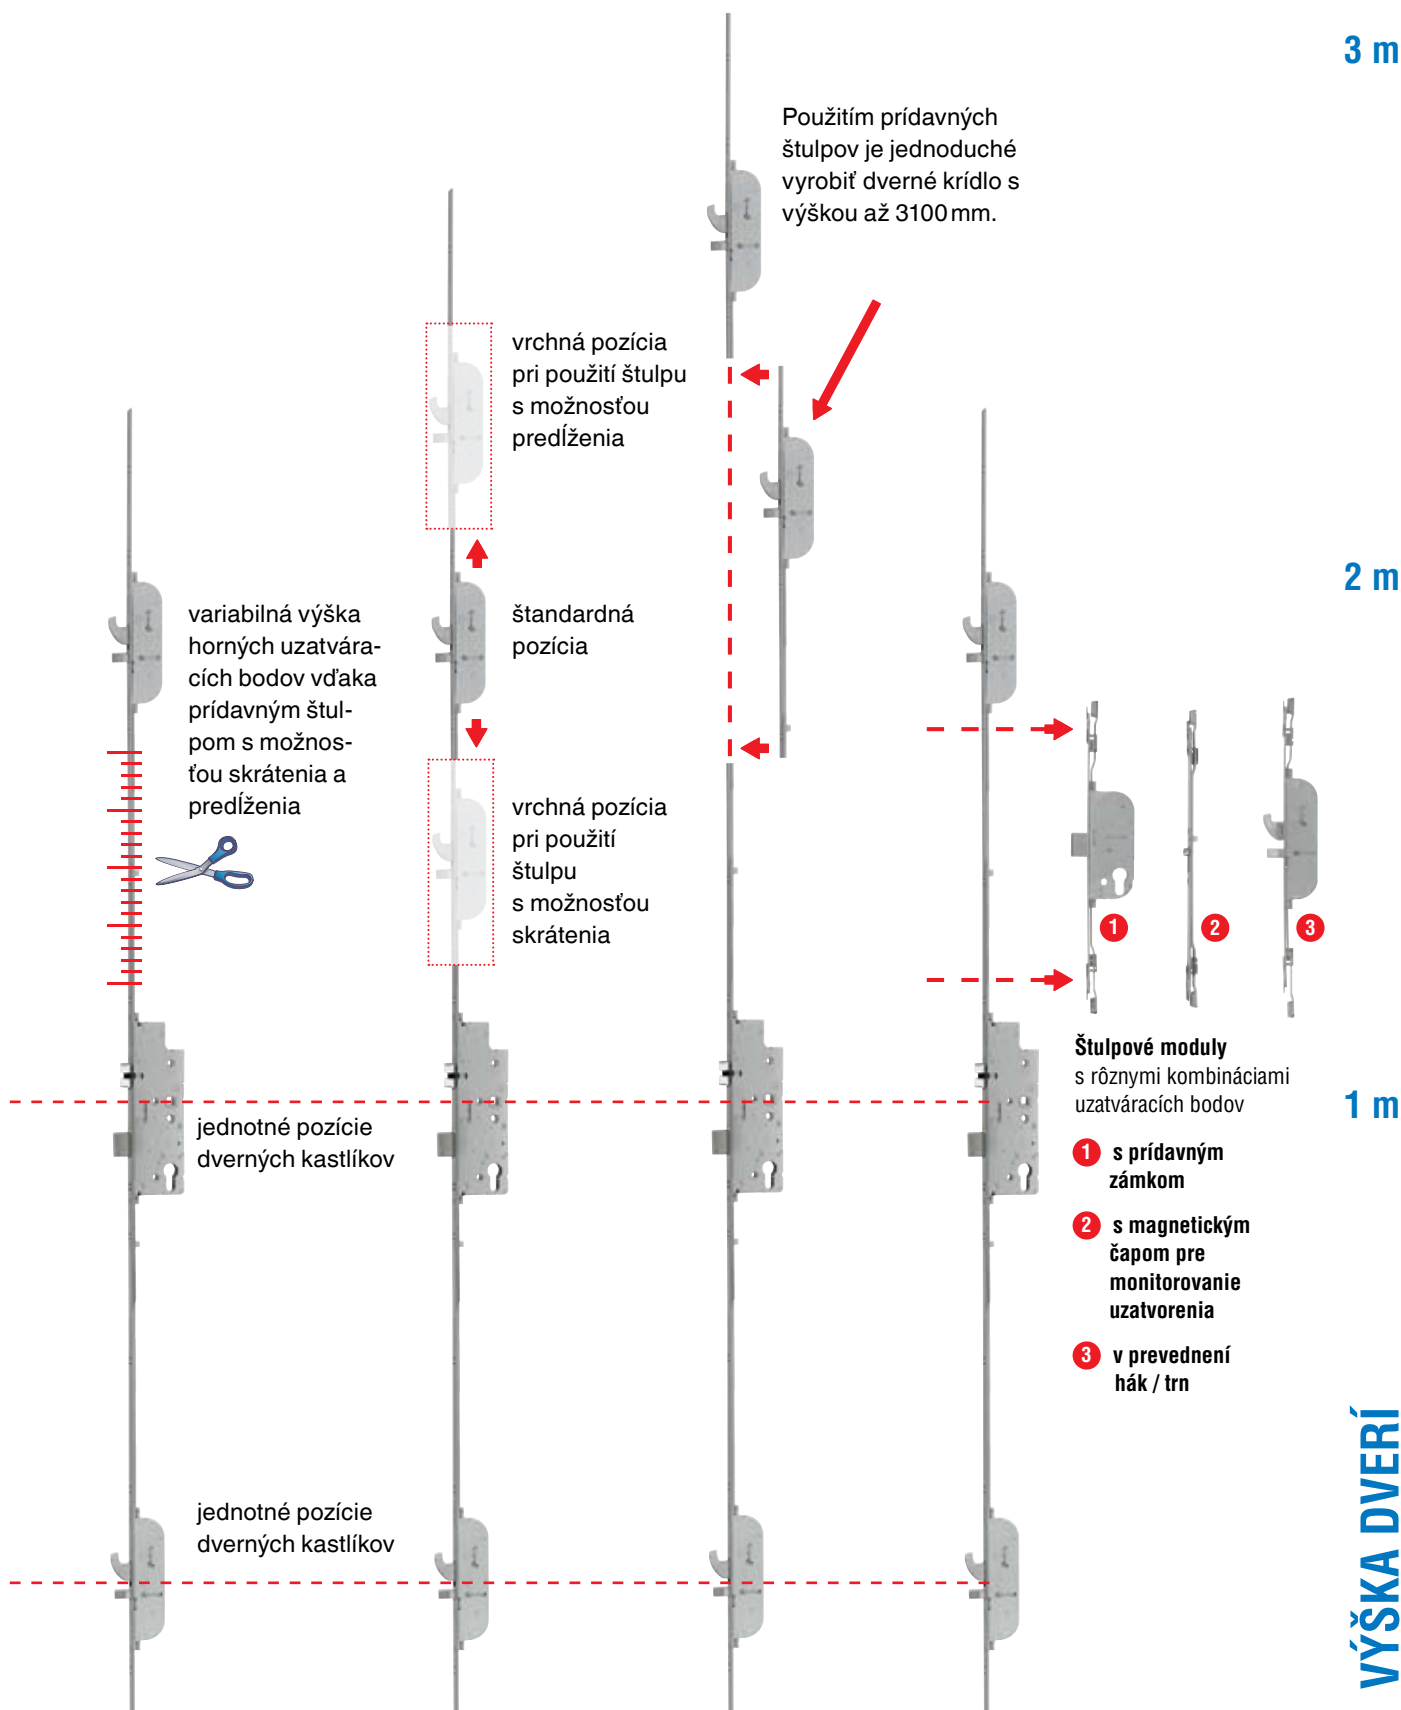 3 m
Použitím prídavných
štulpov je jednoduché
vyrobiť dverné krídlo s
výškou až 3100 mm.
vrchná pozícia
pri použití štulpu
s možnosťou
predĺženia
2 m
variabilná výška
horných uzatvára-
cích bodov vďaka
prídavným štul-
pom s možnos-
ťou skrátenia a
predĺženia
štandardná
pozícia
vrchná pozícia
pri použití
štulpu
s možnosťou
skrátenia
1
2
3
Štulpové moduly
s rôznymi kombináciami
uzatváracích bodov
1 m
jednotné pozície
dverných kastlíkov
1 s prídavným
zámkom
2 s magnetickým
čapom pre
monitorovanie
uzatvorenia
3 v prevednení
hák / trn
jednotné pozície
dverných kastlíkov
VÝŠKA DVERÍ